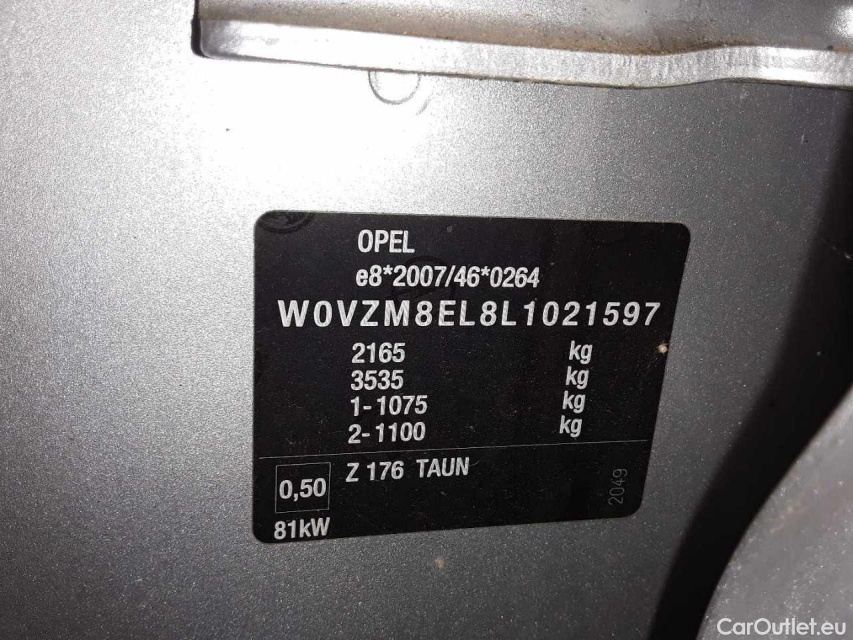 OPEL
e8*2007/46*0264
W0VZM8EL8L1021597
2165 kg
3535 kg
1-1075 kg
2-1100 kg
0,50 Z 176 TAUN
81kW
2049
CarOutlet.eu